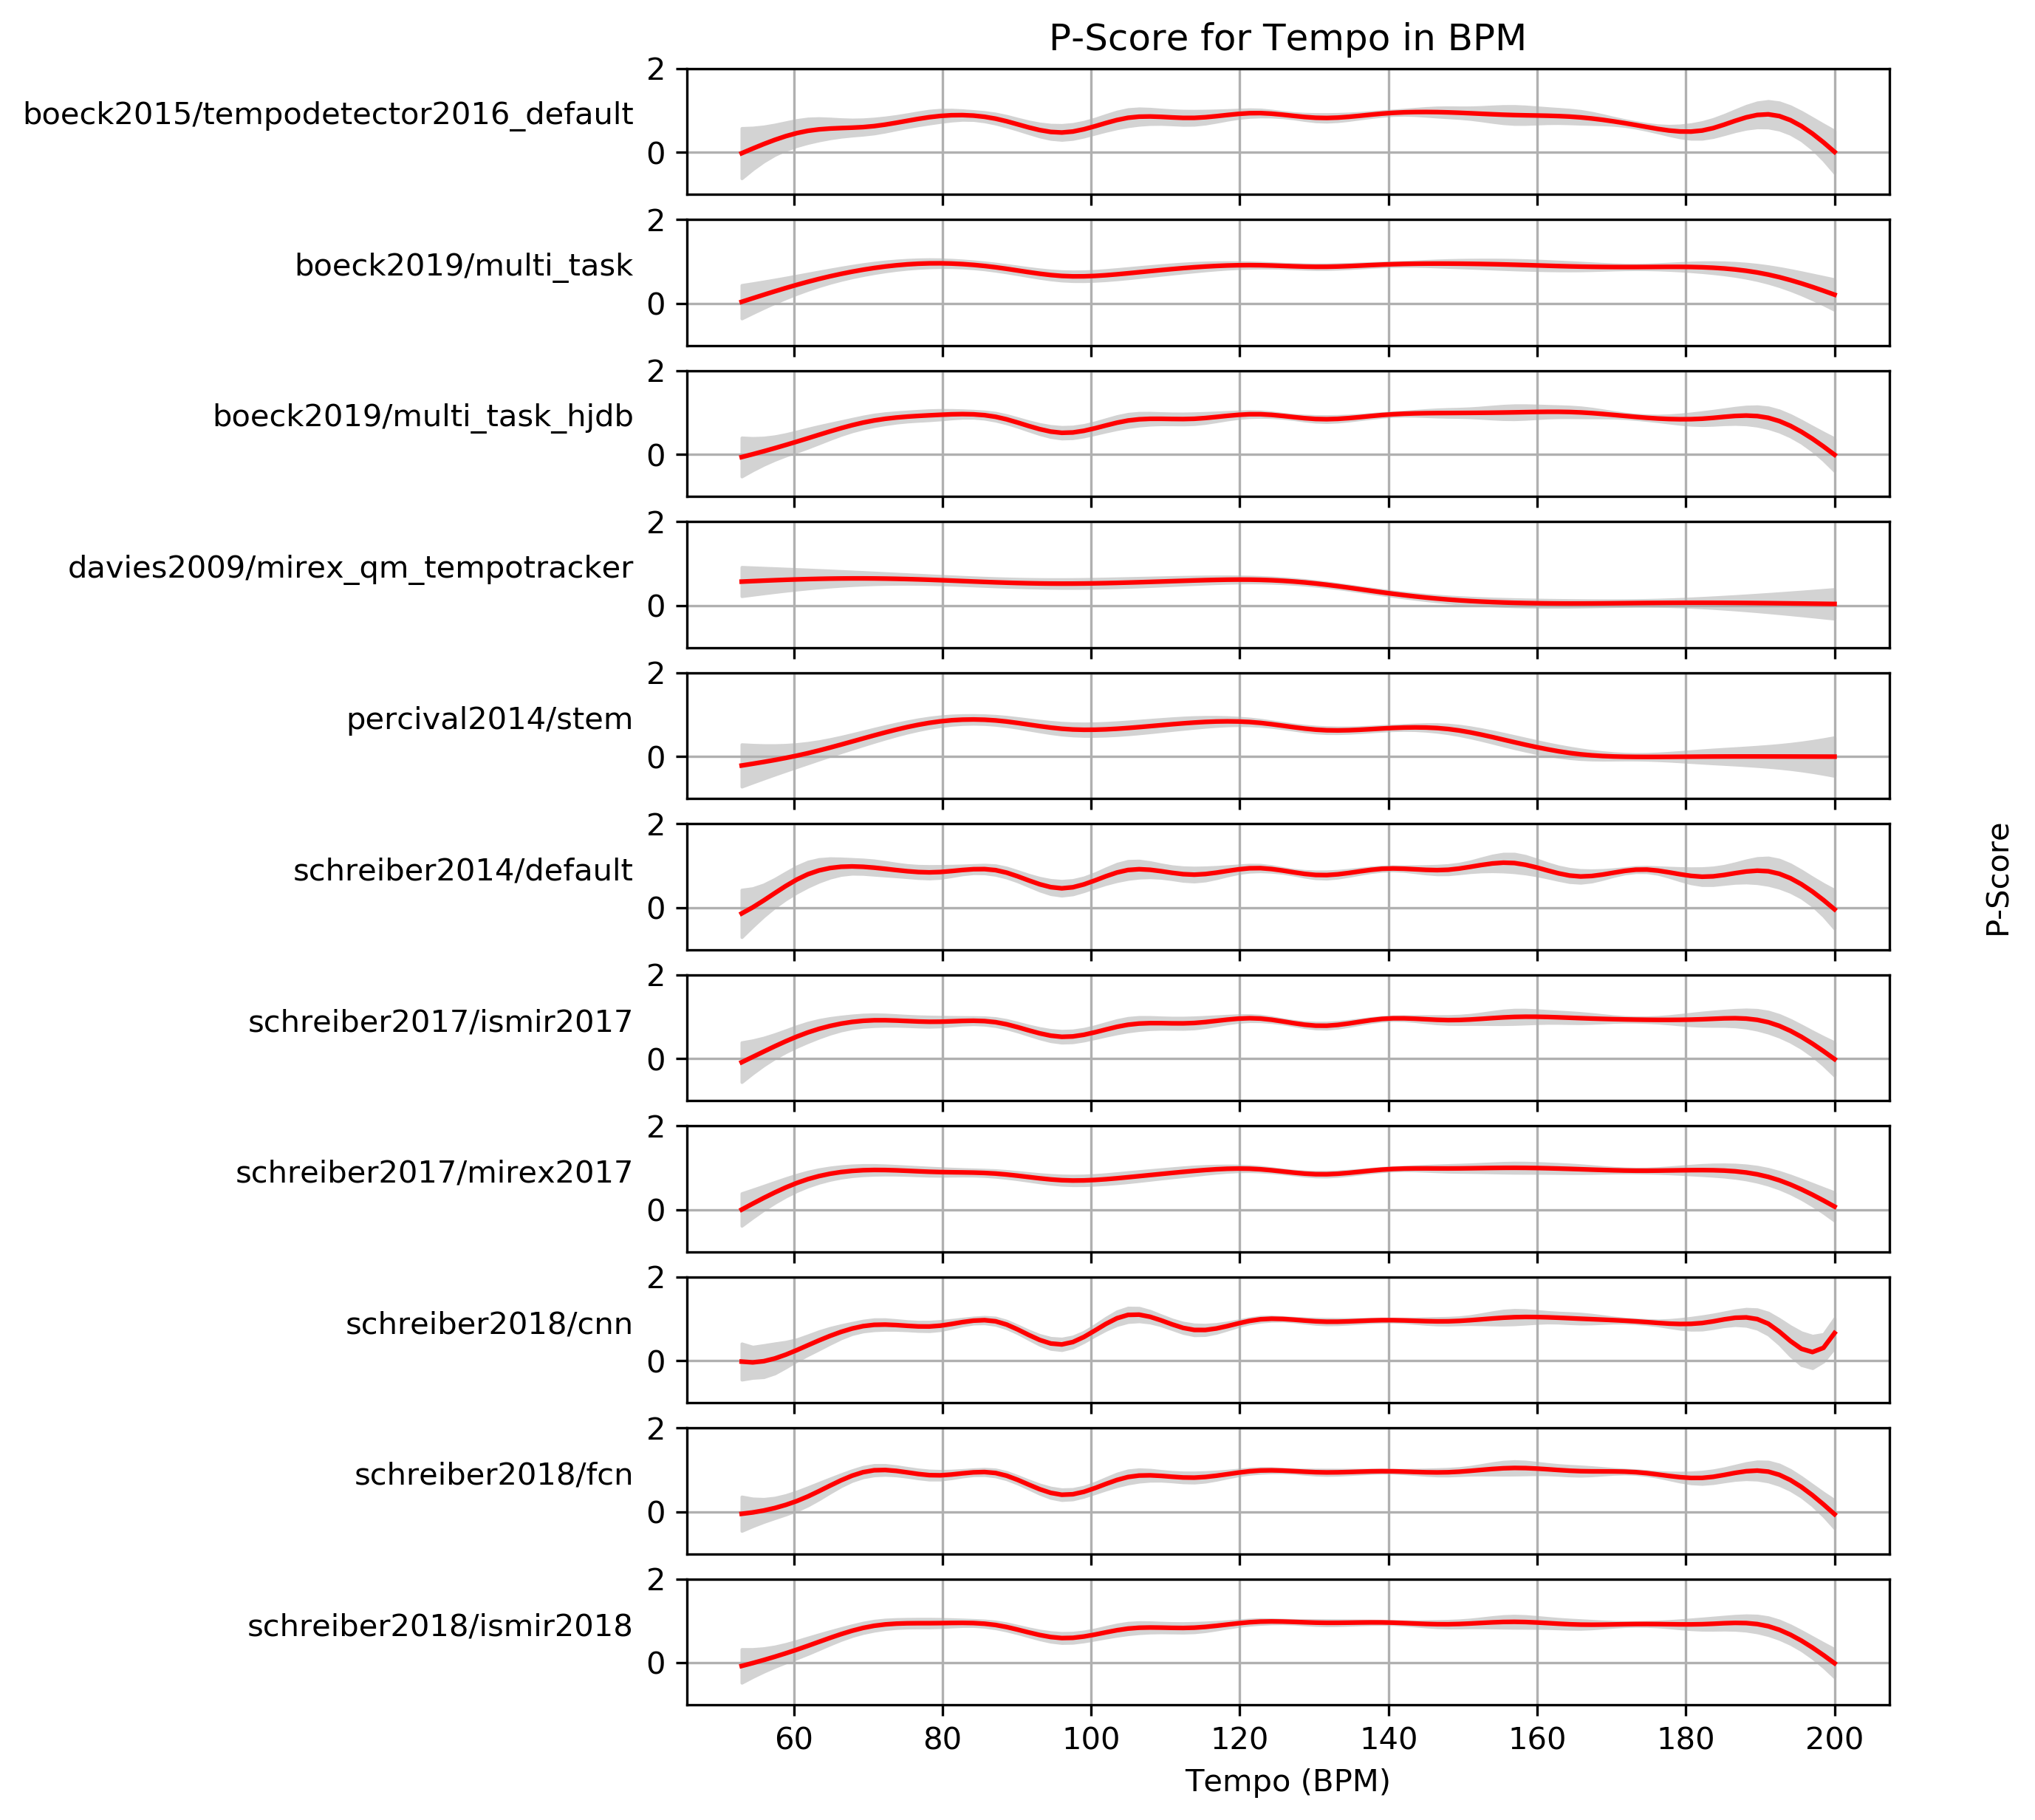 P-Score for Tempo in BPM
2
boeck2015/tempodetector2016_default
0
2
boeck2019/multi_task
0
2
boeck2019/multi_task_hjdb
0
2
davies2009/mirex_qm_tempotracker
0
2
percival2014/stem
0
2
schreiber2014/default
0
P-Score
2
schreiber2017/ismir2017
0
2
schreiber2017/mirex2017
0
2
schreiber2018/cnn
0
2
schreiber2018/fcn
0
2
schreiber2018/ismir2018
0
60 80 100 120 140 160 180 200
Tempo (BPM)